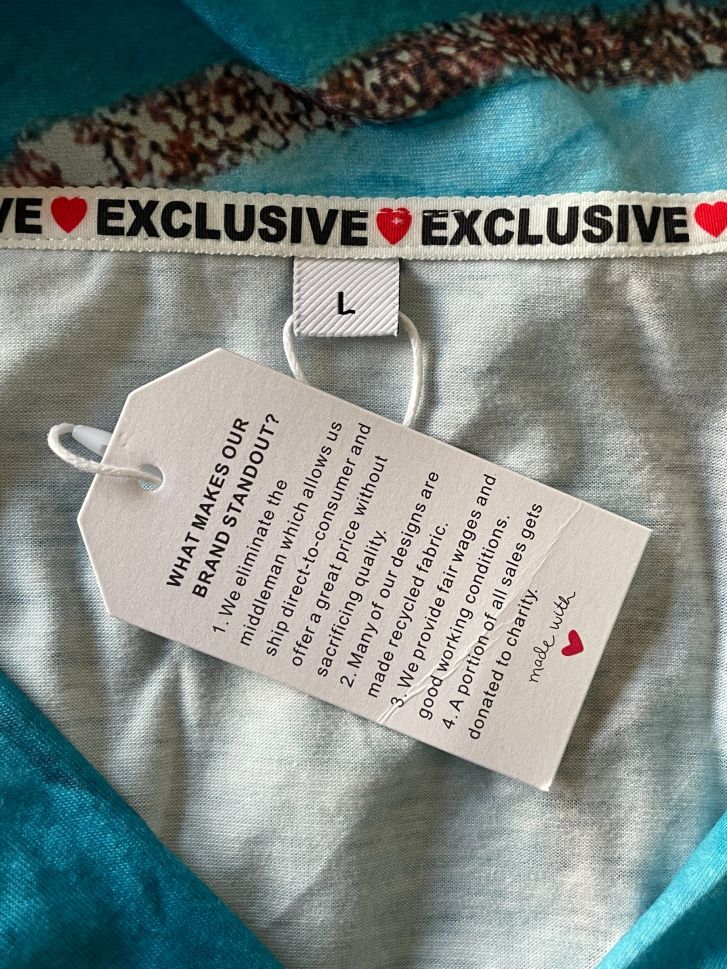 VE ♥ EXCLUSIVE ♥ EXCLUSIVE ♥
L
WHAT MAKES OUR
BRAND STANDOUT?
1. We eliminate the
middleman which allows us
ship direct-to-consumer and
offer a great price without
sacrificing quality.
2. Many of our designs are
made recycled fabric.
3. We provide fair wages and
good working conditions.
4. A portion of all sales gets
donated to charity.
made with